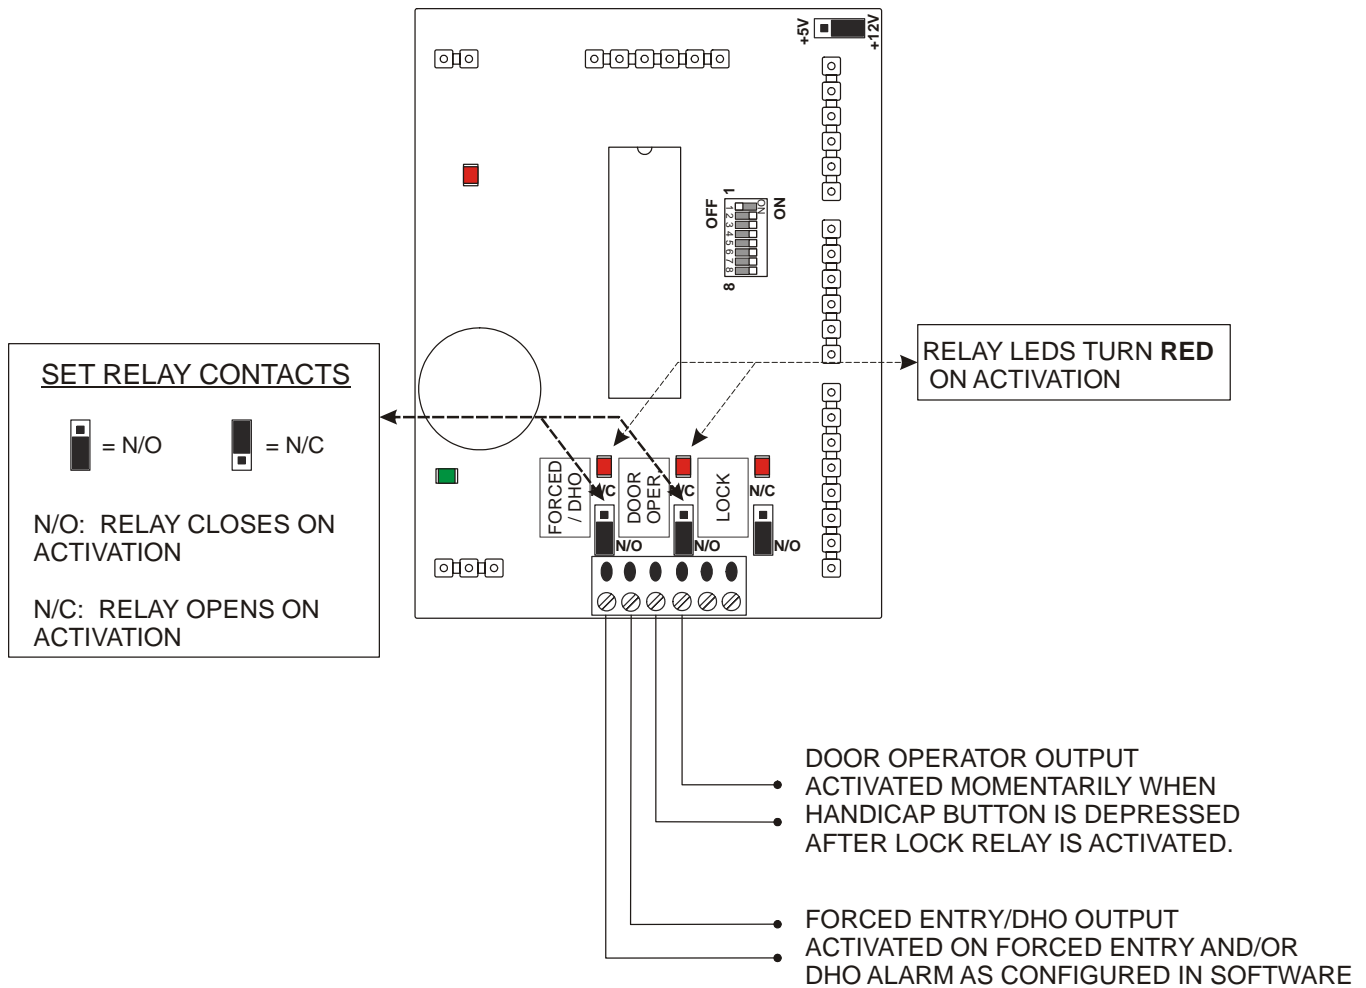 +5V
+12V
1
OFF
ON
ON
1
2
3
4
5
6
7
8
8
SET RELAY CONTACTS
= N/O
= N/C
N/O: RELAY CLOSES ON
ACTIVATION
N/C: RELAY OPENS ON
ACTIVATION
RELAY LEDS TURN RED
ON ACTIVATION
FORCED
/ DHO
N/C
N/O
DOOR
OPER
N/C
N/O
LOCK
N/C
N/O
DOOR OPERATOR OUTPUT
ACTIVATED MOMENTARILY WHEN
HANDICAP BUTTON IS DEPRESSED
AFTER LOCK RELAY IS ACTIVATED.
FORCED ENTRY/DHO OUTPUT
ACTIVATED ON FORCED ENTRY AND/OR
DHO ALARM AS CONFIGURED IN SOFTWARE